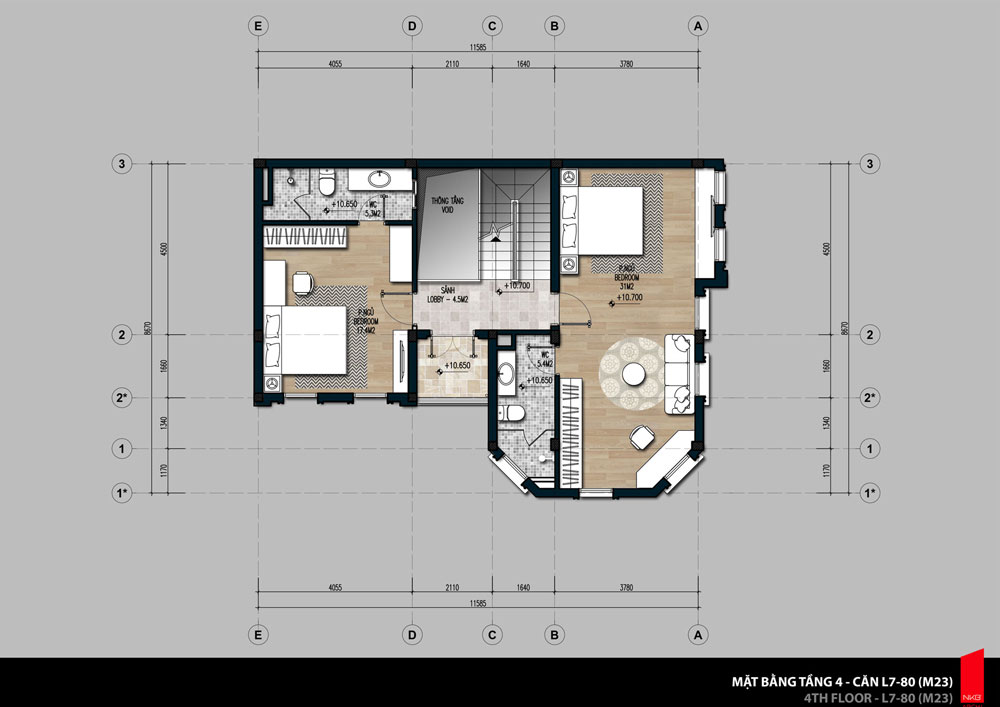 E D C B A
11585
4055 2110 1640 3780
3 3
2 2
2* 2*
1 1
1* 1*
8670 4500 1660 1340 1170
4500 1660 1340 1170 8670
+10.650
WC
5.3M2
THÔNG TẦNG
VOID
P.NGỦ
BEDROOM
17.4M2
SẢNH
LOBBY - 4.5M2
+10.700
P.NGỦ
BEDROOM
31M2
+10.700
+10.650
WC
5.4M2
+10.650
4055 2110 1640 3780
11585
E D C B A
MẶT BẰNG TẦNG 4 - CĂN L7-80 (M23)
4TH FLOOR - L7-80 (M23)